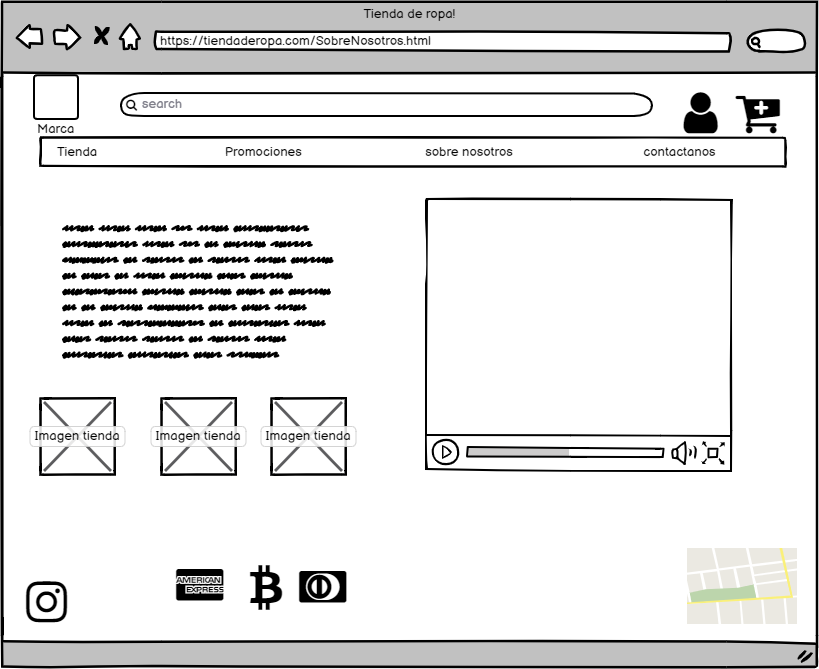 Tienda de ropa!
https://tiendaderopa.com/SobreNosotros.html
search
Marca
Tienda Promociones sobre nosotros contactanos
Imagen tienda Imagen tienda Imagen tienda
AMERICAN
EXPRESS